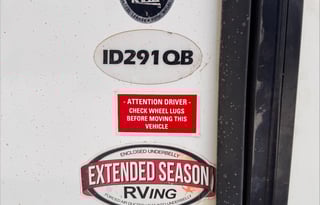 ID291QB
- ATTENTION DRIVER -
CHECK WHEEL LUGS
BEFORE MOVING THIS
VEHICLE
ENCLOSED UNDERBELLY
EXTENDED SEASON
RVING